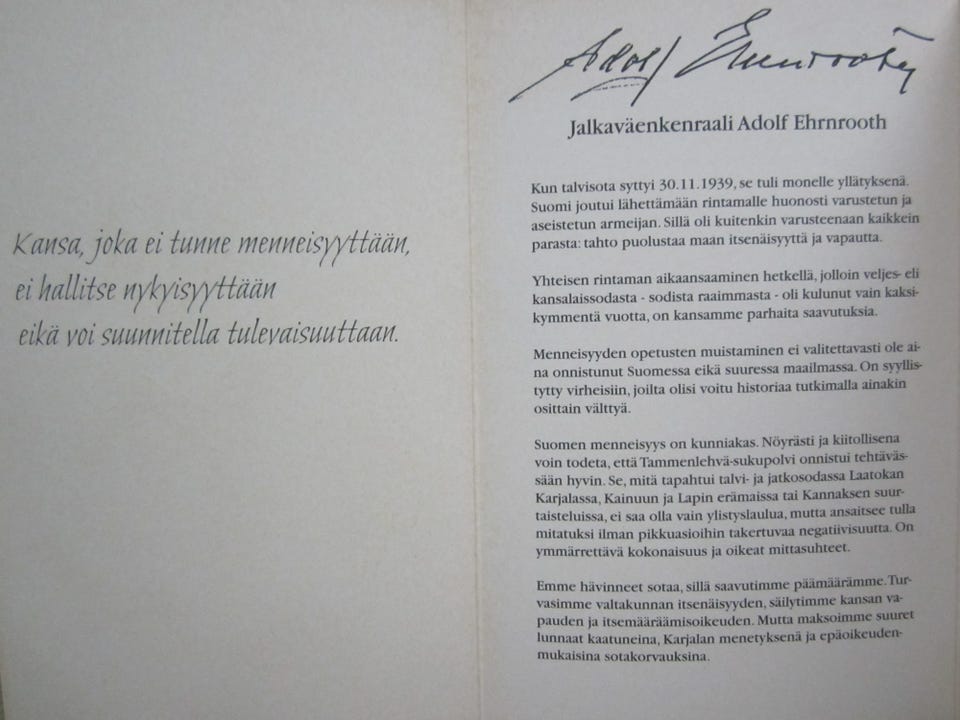 Kansa, joka ei tunne menneisyyttään,
ei hallitse nykyisyyttään
eikä voi suunnitella tulevaisuuttaan.
Adolf Ehrnrooth
Jalkaväenkenraali Adolf Ehrnrooth
Kun talvisota syttyi 30.11.1939, se tuli monelle yllätyksenä.
Suomi joutui lähettämään rintamalle huonosti varustetun ja
aseistetun armeijan. Sillä oli kuitenkin varusteenaan kaikkein
parasta: tahto puolustaa maan itsenäisyyttä ja vapautta.
Yhteisen rintaman aikaansaaminen hetkellä, jolloin veljes- eli
kansalaissodasta - sodista raaimmasta - oli kulunut vain kaksi-
kymmentä vuotta, on kansamme parhaita saavutuksia.
Menneisyyden opetusten muistaminen ei valitettavasti ole ai-
na onnistunut Suomessa eikä suuressa maailmassa. On syyllis-
tytty virheisiin, joilta olisi voitu historiaa tutkimalla ainakin
osittain välttyä.
Suomen menneisyys on kunniakas. Nöyrästi ja kiitollisena
voin todeta, että Tammenlehvä-sukupolvi onnistui tehtäväs-
sään hyvin. Se, mitä tapahtui talvi- ja jatkosodassa Laatokan
Karjalassa, Kainuun ja Lapin erämaissa tai Kannaksen suur-
taisteluissa, ei saa olla vain ylistyslaulua, mutta ansaitsee tulla
mitatuksi ilman pikkuasioihin takertuvaa negatiivisuutta. On
ymmärrettävä kokonaisuus ja oikeat mittasuhteet.
Emme hävinneet sotaa, sillä saavutimme päämäärämme. Tur-
vasimme valtakunnan itsenäisyyden, säilytimme kansan va-
pauden ja itsemääräämisoikeuden. Mutta maksoimme suuret
lunnaat kaatuneina, Karjalan menetyksenä ja epäoikeuden-
mukaisina sotakorvauksina.